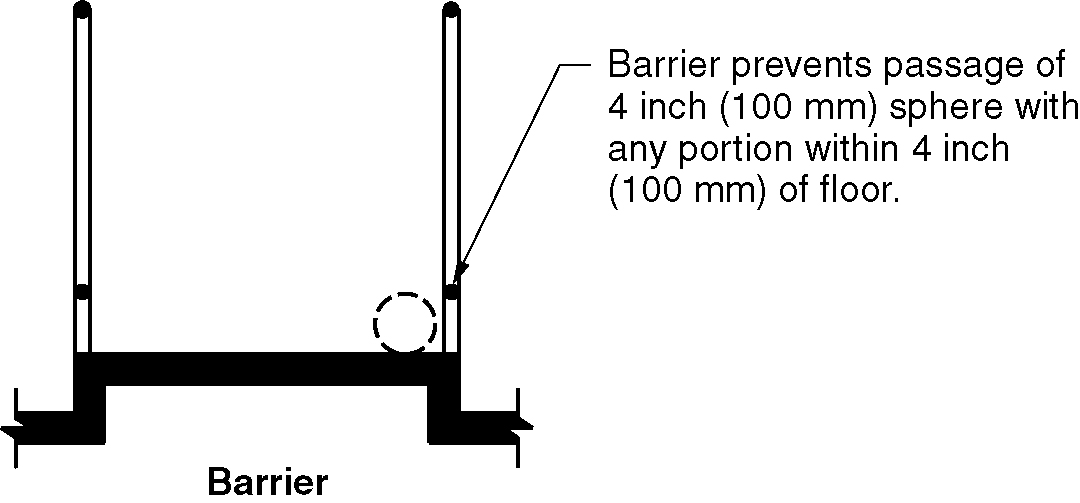 Barrier prevents passage of
4 inch (100 mm) sphere with
any portion within 4 inch
(100 mm) of floor.
Barrier